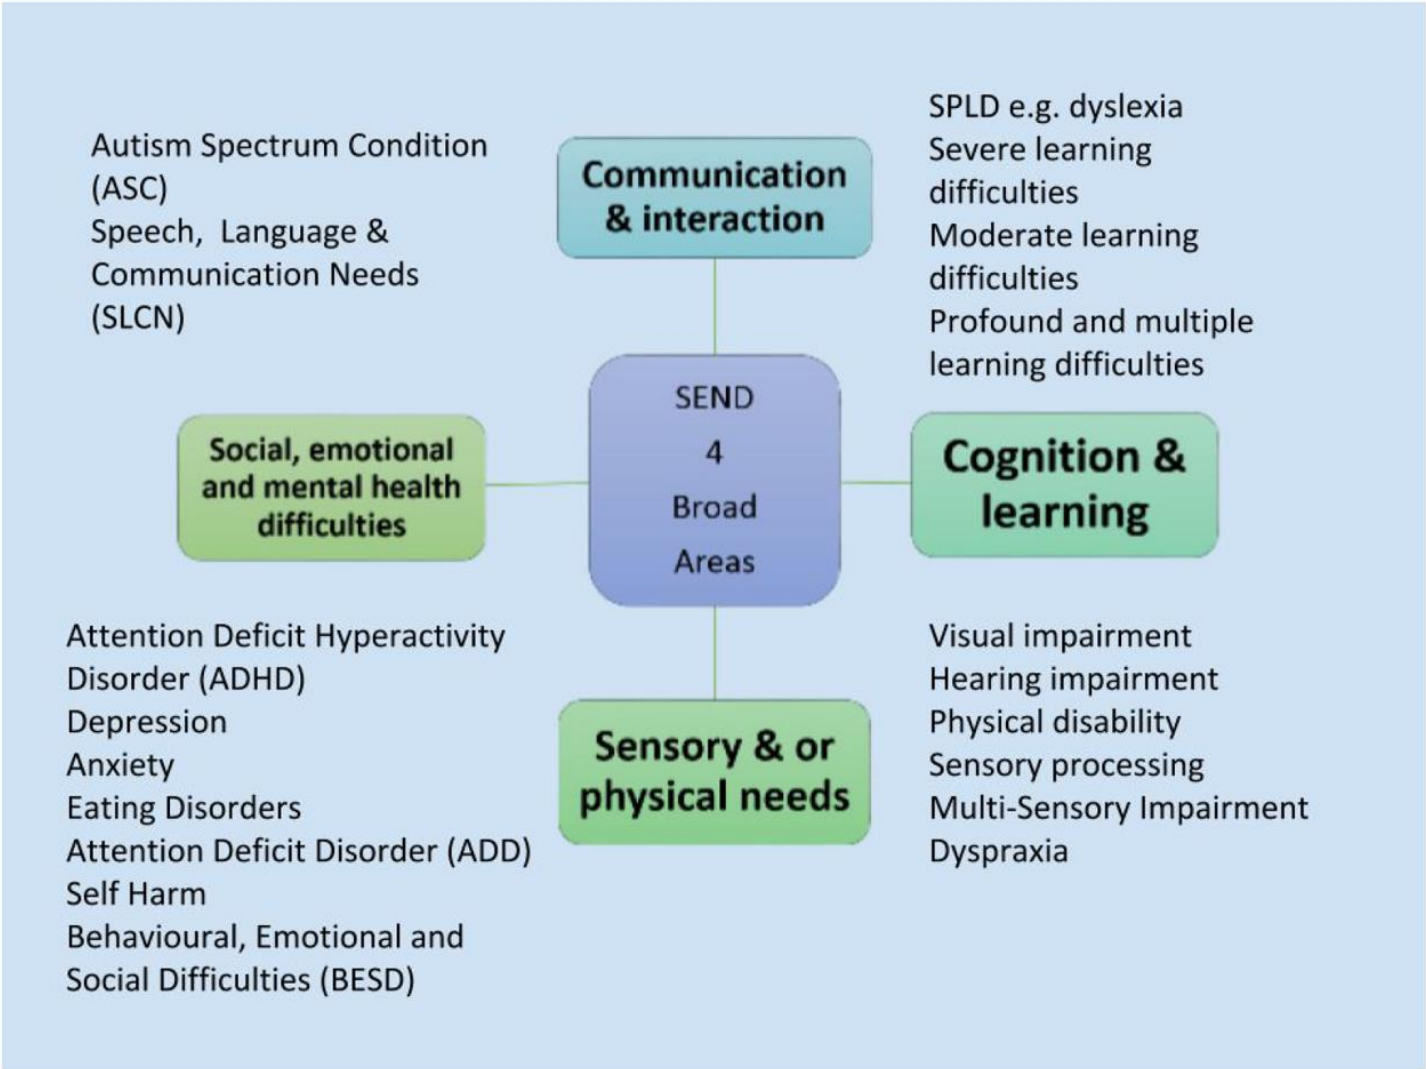 Autism Spectrum Condition
(ASC)
Speech,  Language &
Communication Needs
(SLCN)
Communication
& interaction
SPLD e.g. dyslexia
Severe learning
difficulties
Moderate learning
difficulties
Profound and multiple
learning difficulties
Social, emotional
and mental health
difficulties
SEND
4
Broad
Areas
Cognition &
learning
Attention Deficit Hyperactivity
Disorder (ADHD)
Depression
Anxiety
Eating Disorders
Attention Deficit Disorder (ADD)
Self Harm
Behavioural, Emotional and
Social Difficulties (BESD)
Sensory & or
physical needs
Visual impairment
Hearing impairment
Physical disability
Sensory processing
Multi-Sensory Impairment
Dyspraxia